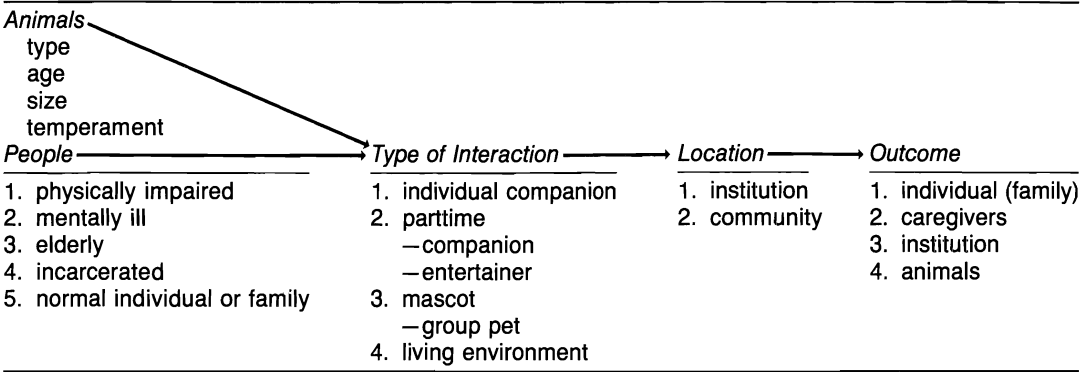 Animals
type
age
size
temperament
People
1. physically impaired
2. mentally ill
3. elderly
4. incarcerated
5. normal individual or family
Type of Interaction
1. individual companion
2. parttime
—companion
—entertainer
3. mascot
—group pet
4. living environment
Location
1. institution
2. community
Outcome
1. individual (family)
2. caregivers
3. institution
4. animals